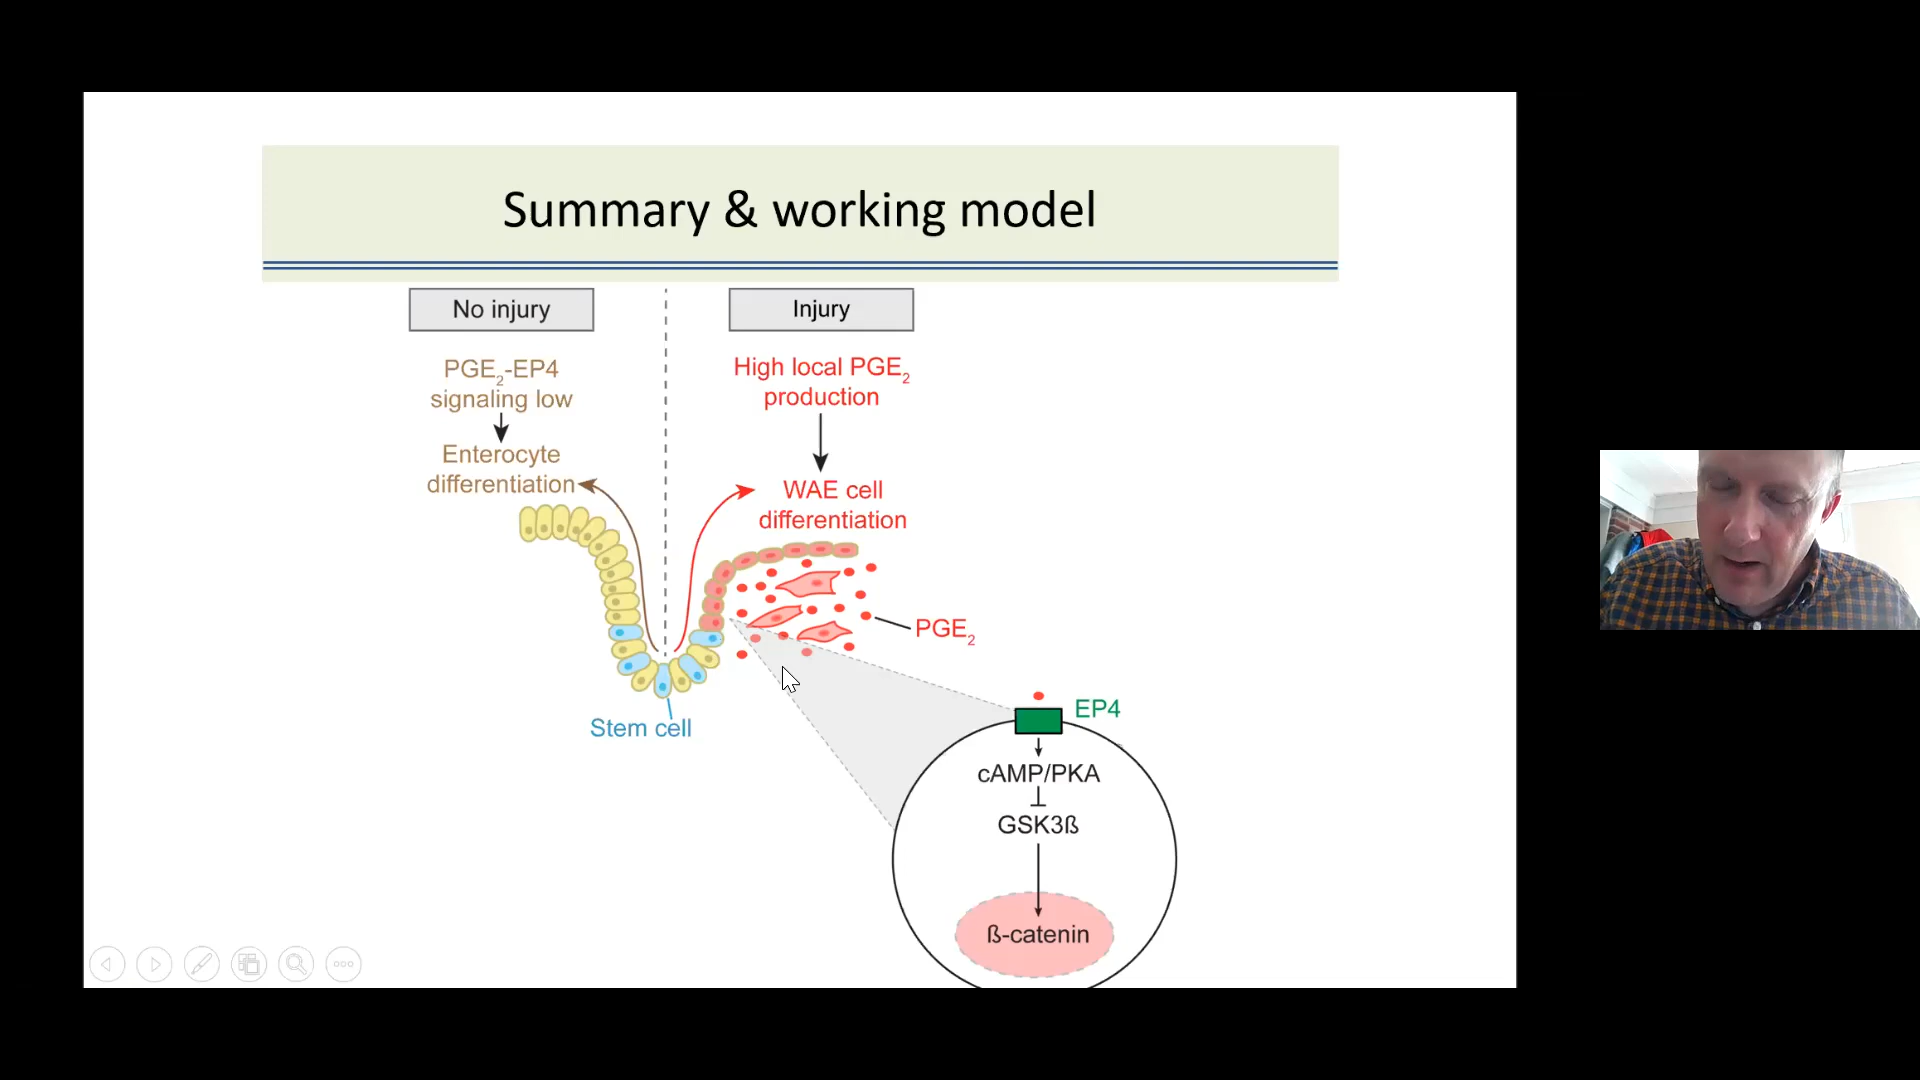 Summary & working model
No injury
Injury
PGE₂-EP4
signaling low
Enterocyte
differentiation
High local PGE₂
production
WAE cell
differentiation
PGE₂
Stem cell
EP4
cAMP/PKA
GSK3ß
ß-catenin